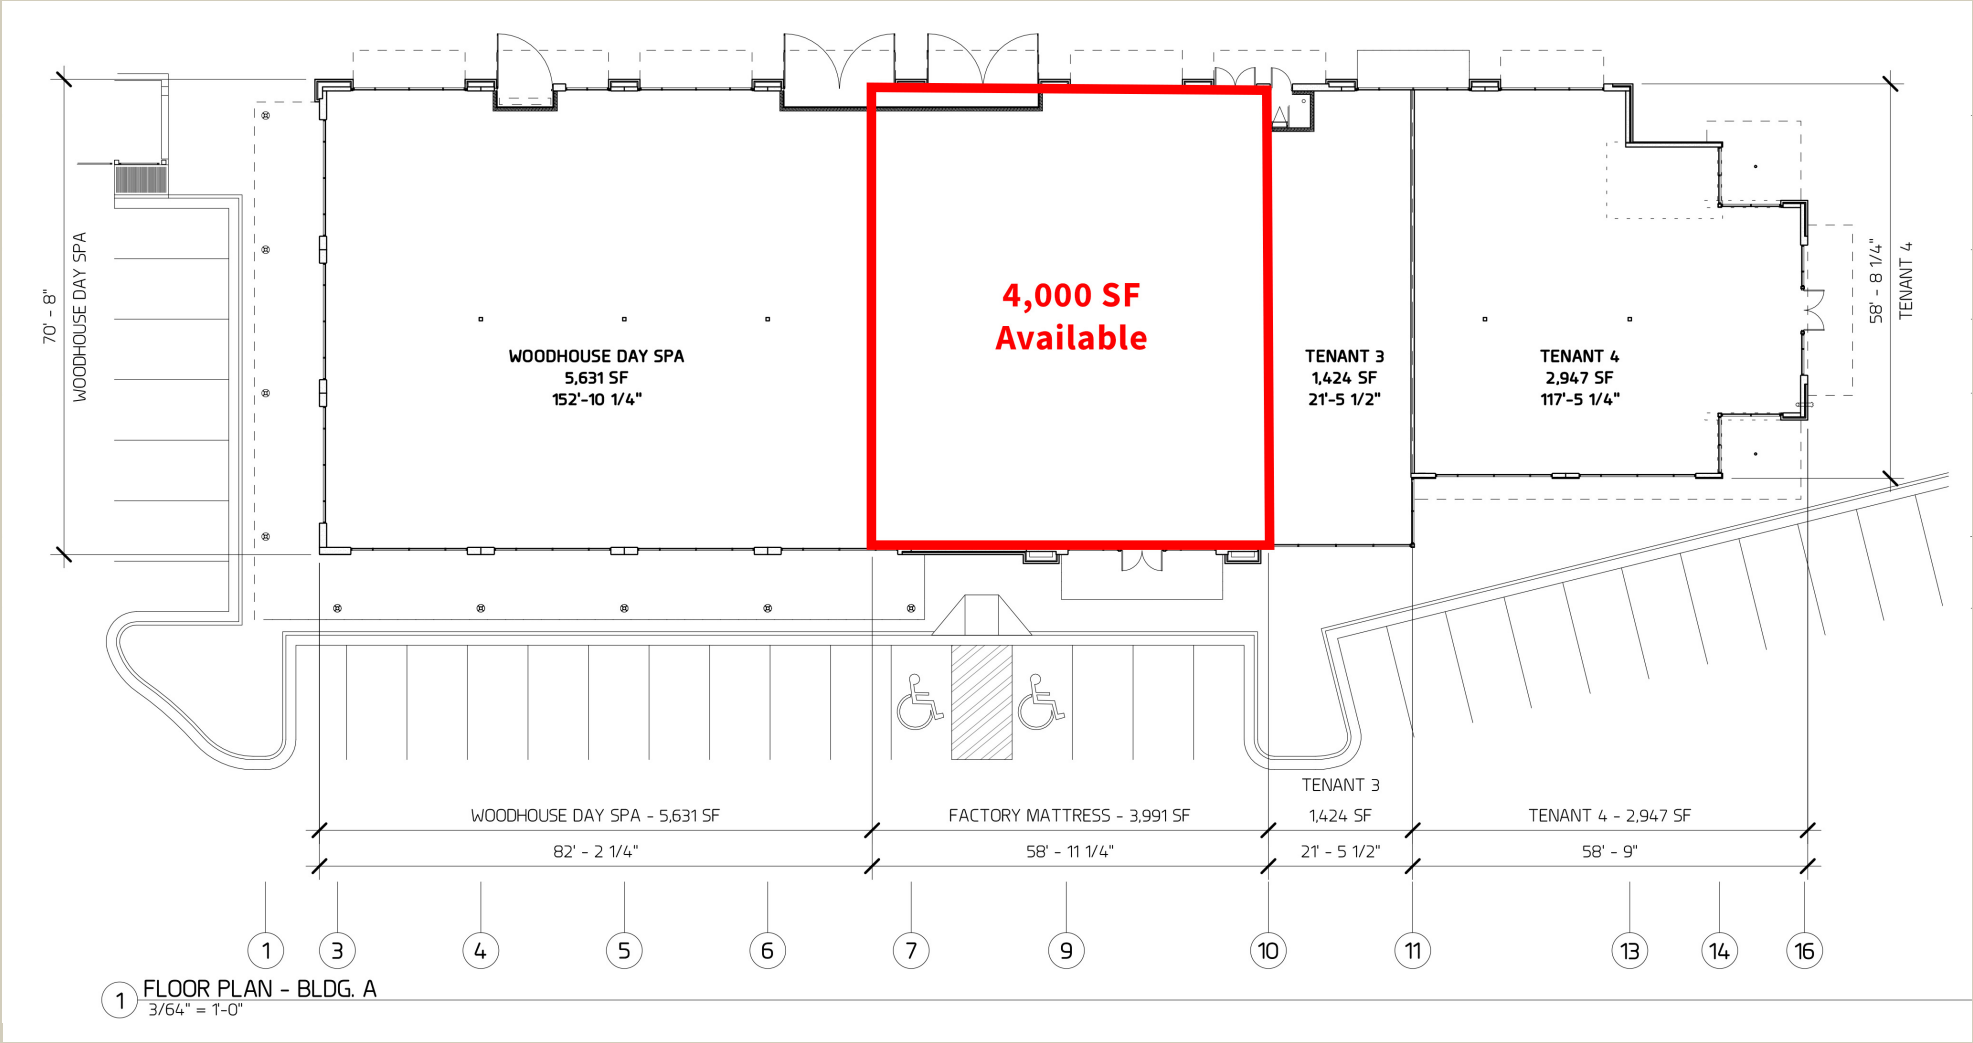 70' - 8"
WOODHOUSE DAY SPA
4,000 SF
Available
WOODHOUSE DAY SPA
5,631 SF
152'-10 1/4"
TENANT 3
1,424 SF
21'-5 1/2"
TENANT 4
2,947 SF
117'-5 1/4"
58' - 8 1/4"
TENANT 4
WOODHOUSE DAY SPA - 5,631 SF
FACTORY MATTRESS - 3,991 SF
TENANT 3
1,424 SF
TENANT 4 - 2,947 SF
82' - 2 1/4"
58' - 11 1/4"
21' - 5 1/2"
58' - 9"
1 3 4 5 6 7 9 10 11 13 14 16
1 FLOOR PLAN - BLDG. A
3/64" = 1'-0"